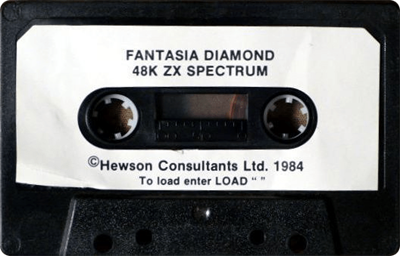 FANTASIA DIAMOND
48K ZX SPECTRUM
©Hewson Consultants Ltd. 1984
To load enter LOAD " "